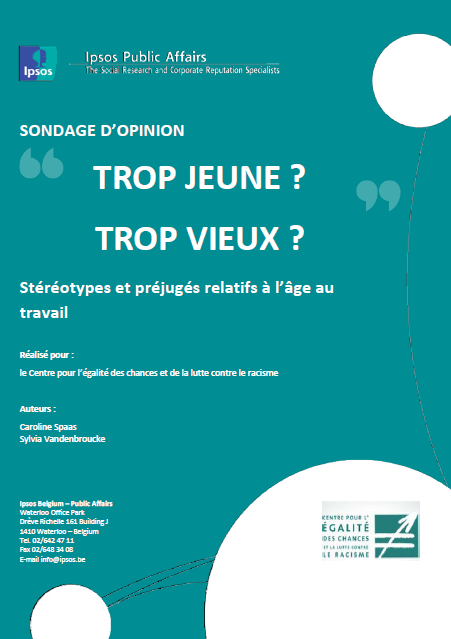 Ipsos
Ipsos Public Affairs
The Social Research and Corporate Reputation Specialists
SONDAGE D’OPINION
“
TROP JEUNE ?
”
TROP VIEUX ?
Stéréotypes et préjugés relatifs à l’âge au
travail
Réalisé pour :
le Centre pour l’égalité des chances et de la lutte contre le racisme
Auteurs :
Caroline Spaas
Sylvia Vandenbroucke
Ipsos Belgium – Public Affairs
Waterloo Office Park
Drève Richelle 161 Building J
1410 Waterloo – Belgium
Tel. 02/642 47 11
Fax 02/648 34 08
E-mail info@ipsos.be
CENTRE POUR L'
ÉGALITÉ
DES CHANCES
ET LA LUTTE CONTRE
LE RACISME